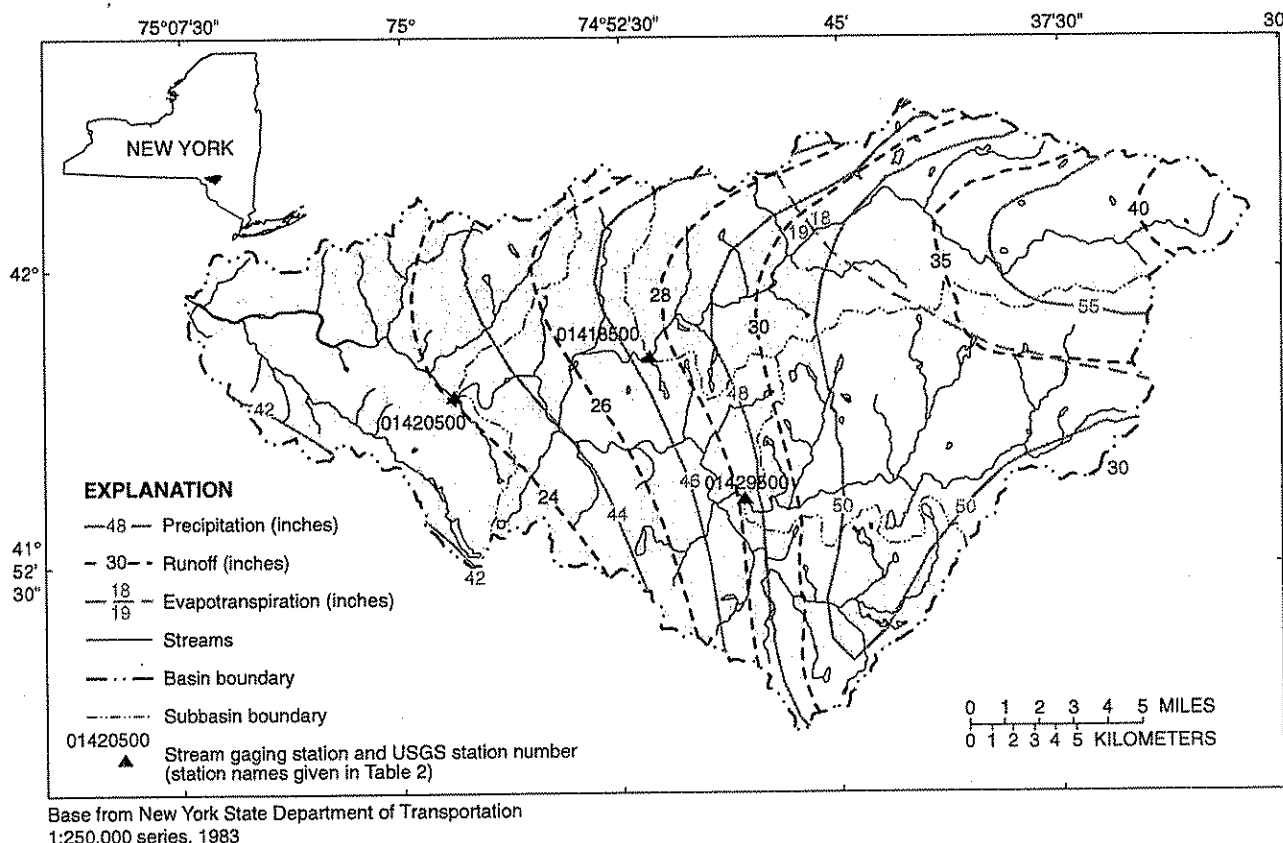 75°07'30"
75°
74°52'30"
45'
37'30"
30
NEW YORK
42°
41°
52'
30"
40
35
55
18
19
28
30
01418500
48
26
42
01420500
30
46
01429500
50
50
24
44
42
EXPLANATION
48 Precipitation (inches)
30 Runoff (inches)
18
19
Evapotranspiration (inches)
Streams
Basin boundary
Subbasin boundary
01420500
Stream gaging station and USGS station number
(station names given in Table 2)
0 1 2 3 4 5 MILES
0 1 2 3 4 5 KILOMETERS
Base from New York State Department of Transportation
1:250,000 series, 1983